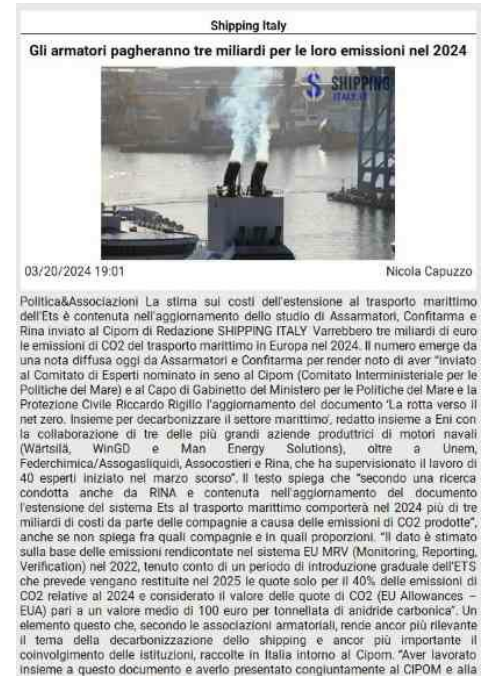 Shipping Italy
Gli armatori pagheranno tre miliardi per le loro emissioni nel 2024
SHIPPING
ITALY.IT
03/20/2024 19:01
Nicola Capuzzo
Politica&Associazioni La stima sui costi dell'estensione al trasporto marittimo
dell'Ets è contenuta nell'aggiornamento dello studio di Assarmatori, Confitarma e
Rina inviato al Cipom di Redazione SHIPPING ITALY Varrebbero tre miliardi di euro
le emissioni di CO2 del trasporto marittimo in Europa nel 2024. Il numero emerge da
una nota diffusa oggi da Assarmatori e Confitarma per render noto di aver "inviato
al Comitato di Esperti nominato in seno al Cipom (Comitato Interministeriale per le
Politiche del Mare) e al Capo di Gabinetto del Ministero per le Politiche del Mare e la
Protezione Civile Riccardo Rigillo l'aggiornamento del documento 'La rotta verso il
net zero. Insieme per decarbonizzare il settore marittimo', redatto insieme a Eni con
la collaborazione di tre delle più grandi aziende produttrici di motori navali
(Wärtsilä, WinGD e Man Energy Solutions), oltre a Unem,
Federchimica/Assogasliquidi, Assocostieri e Rina, che ha supervisionato il lavoro di
40 esperti iniziato nel marzo scorso". Il testo spiega che "secondo una ricerca
condotta anche da RINA e contenuta nell'aggiornamento del documento
l'estensione del sistema Ets al trasporto marittimo comporterà nel 2024 più di tre
miliardi di costi da parte delle compagnie a causa delle emissioni di CO2 prodotte",
anche se non spiega fra quali compagnie e in quali proporzioni. "Il dato è stimato
sulla base delle emissioni rendicontate nel sistema EU MRV (Monitoring, Reporting,
Verification) nel 2022, tenuto conto di un periodo di introduzione graduale dell'ETS
che prevede vengano restituite nel 2025 le quote solo per il 40% delle emissioni di
CO2 relative al 2024 e considerato il valore delle quote di CO2 (EU Allowances –
EUA) pari a un valore medio di 100 euro per tonnellata di anidride carbonica". Un
elemento questo che, secondo le associazioni armatoriali, rende ancor più rilevante
il tema della decarbonizzazione dello shipping e ancor più importante il
coinvolgimento delle istituzioni, raccolte in Italia intorno al Cipom. "Aver lavorato
insieme a questo documento e averlo presentato congiuntamente al CIPOM e alla